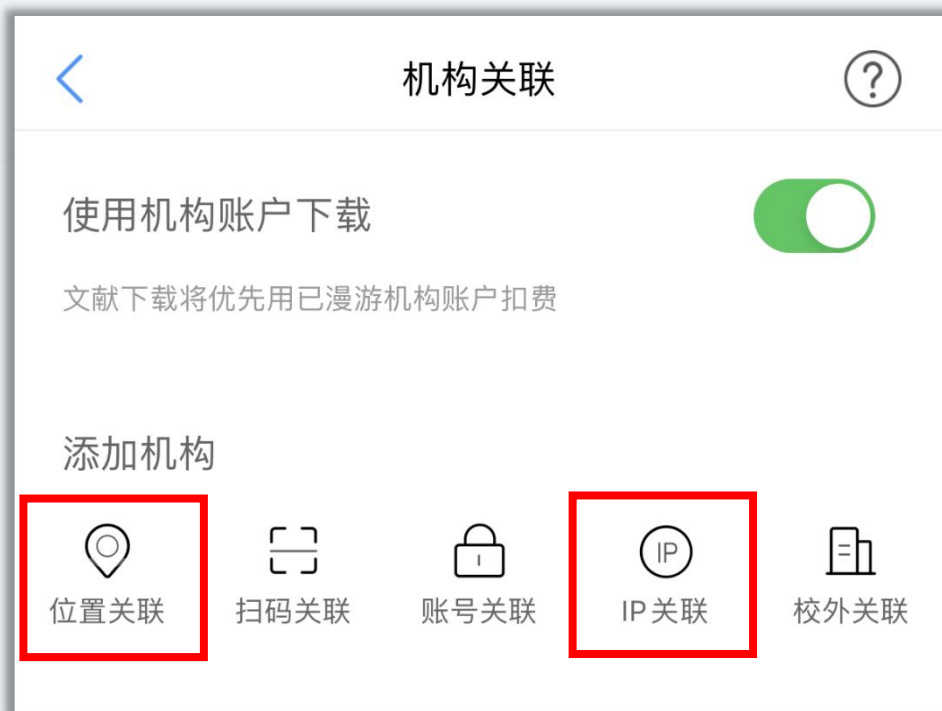 机构关联
?
使用机构账户下载
文献下载将优先用已漫游机构账户扣费
添加机构
IP
位置关联 扫码关联 账号关联 IP关联 校外关联